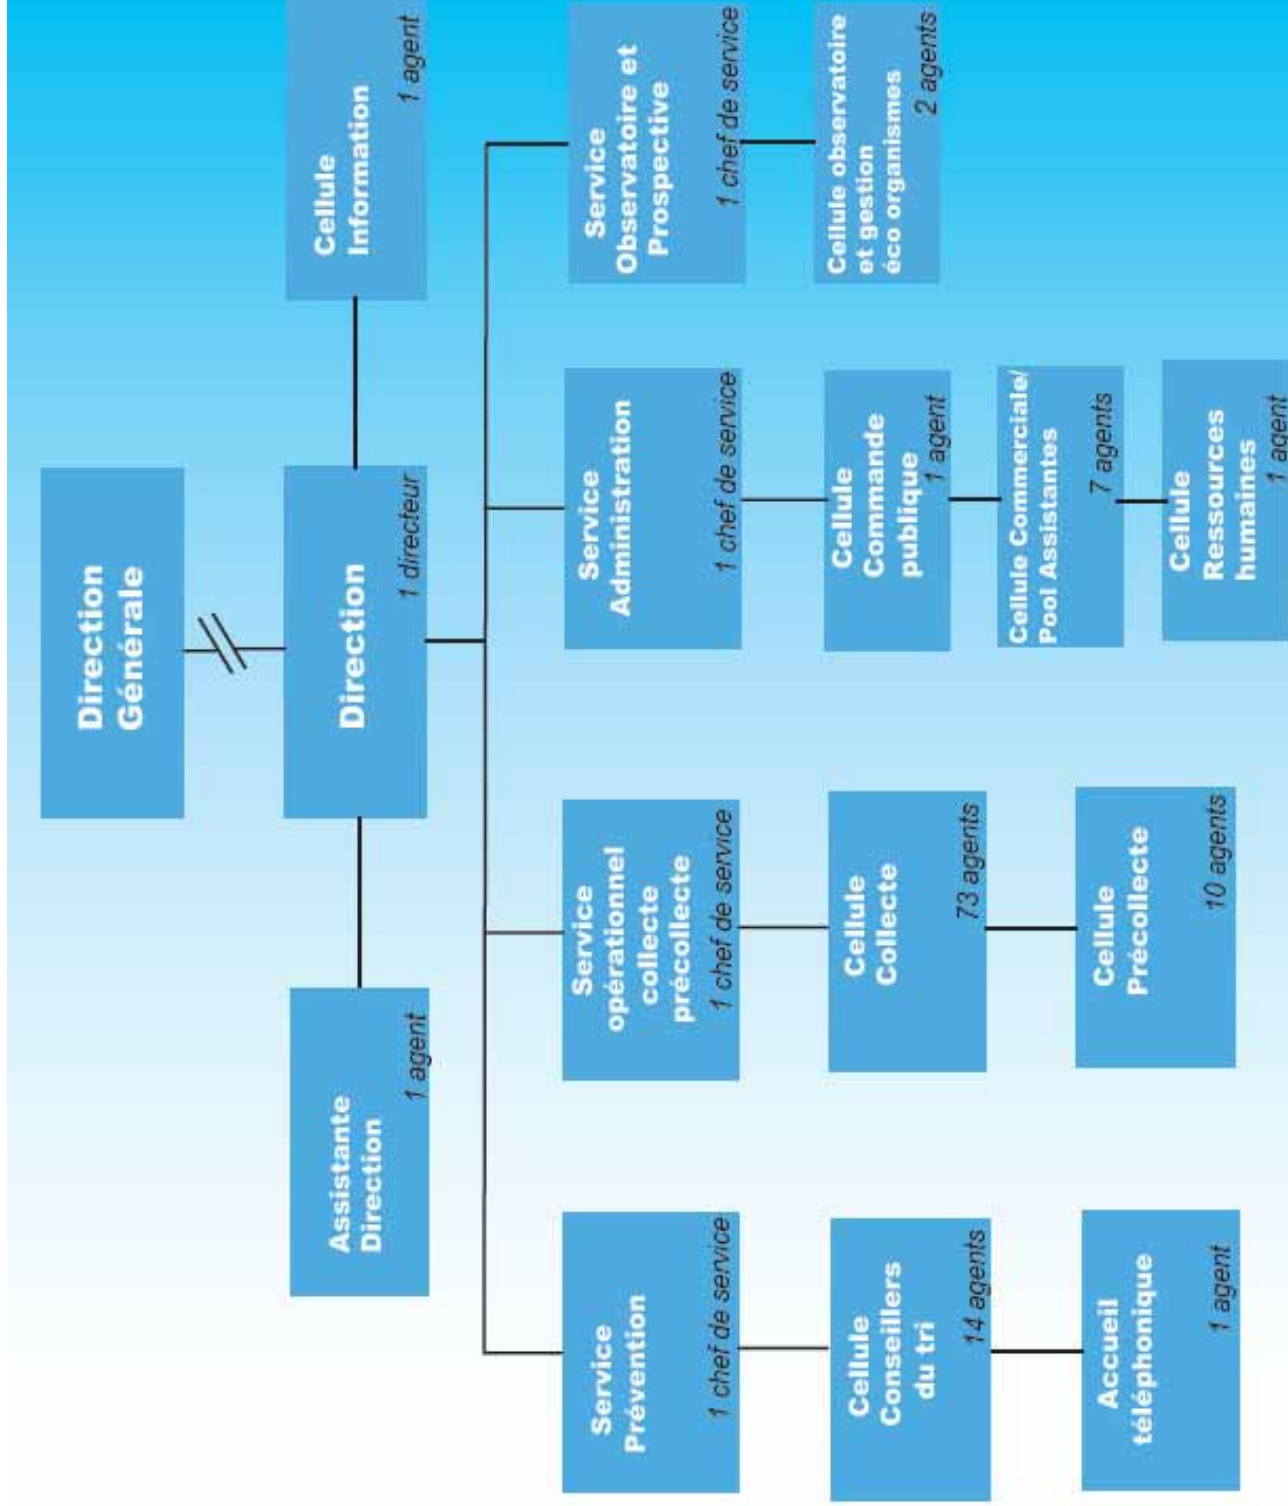 Direction
Générale
Assistante
Direction
1 agent
Direction
1 directeur
Cellule
Information
1 agent
Service
Prévention
1 chef de service
Service
opérationnel
collecte
précollecte
1 chef de service
Service
Administration
1 chef de service
Service
Observatoire et
Prospective
1 chef de service
Cellule
Conseillers
du tri
14 agents
Cellule
Collecte
73 agents
Cellule
Commande
publique
1 agent
Cellule observatoire
et gestion
éco organismes
2 agents
Accueil
téléphonique
1 agent
Cellule
Précollecte
10 agents
Cellule Commerciale/
Pool Assistantes
7 agents
Cellule
Ressources
humaines
1 agent